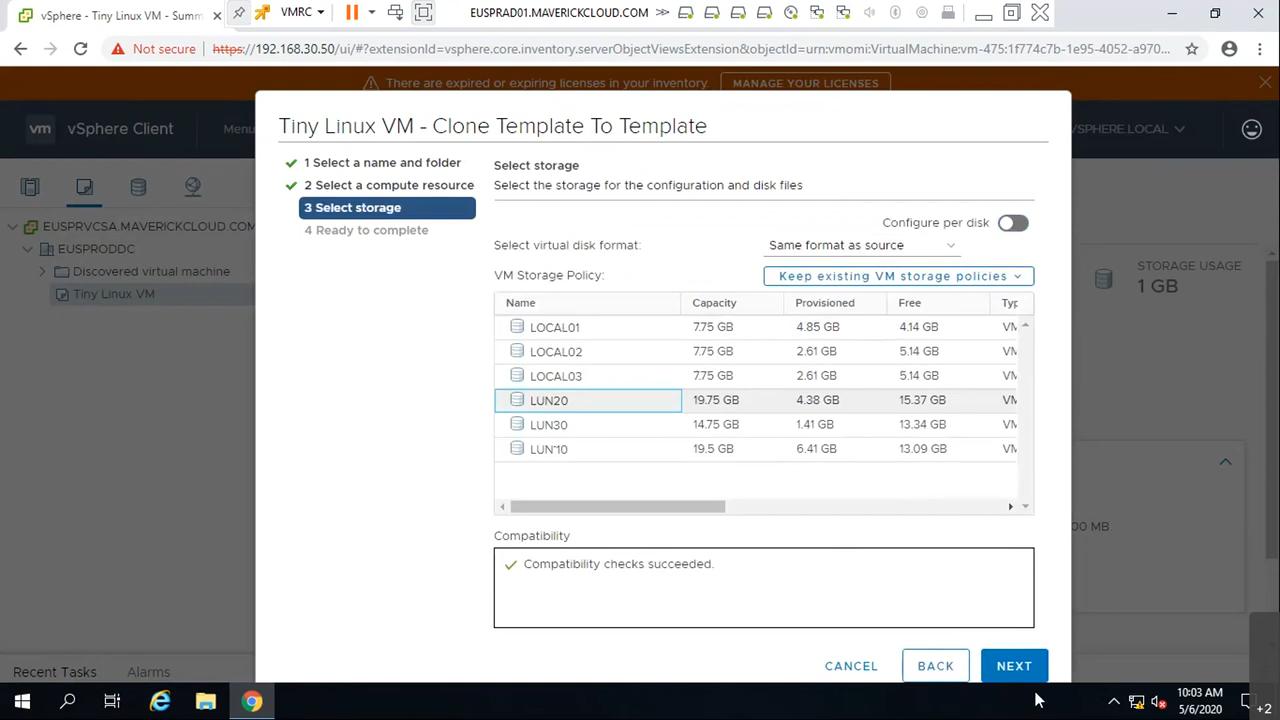 vSphere - Tiny Linux VM - Summ
VMRC
EUSPRAD01.MAVERICKCLOUD.COM
Not secure
https://192.168.30.50/ui/#?extensionId=vsphere.core.inventory.serverObjectViewsExtension&objectId=urn:vmomi:VirtualMachine:vm-475:1f774c7b-1e95-4052-a970...
There are expired or expiring licenses in your inventory.
MANAGE YOUR LICENSES
vm vSphere Client
Menu
VSPHERE.LOCAL
EUSPRVCSA.MAVERICKCLOUD.COM
EUSPRODDC
Discovered virtual machine
Tiny Linux VM
Tiny Linux VM - Clone Template To Template
1 Select a name and folder
2 Select a compute resource
3 Select storage
4 Ready to complete
Select storage
Select the storage for the configuration and disk files
Configure per disk
Select virtual disk format: Same format as source
VM Storage Policy: Keep existing VM storage policies
Name Capacity Provisioned Free Typ
LOCAL01 7.75 GB 4.85 GB 4.14 GB VM
LOCAL02 7.75 GB 2.61 GB 5.14 GB VM
LOCAL03 7.75 GB 2.61 GB 5.14 GB VM
LUN20 19.75 GB 4.38 GB 15.37 GB VM
LUN30 14.75 GB 1.41 GB 13.34 GB VM
LUN`10 19.5 GB 6.41 GB 13.09 GB VM
Compatibility
Compatibility checks succeeded.
CANCEL BACK NEXT
STORAGE USAGE
1 GB
00 MB
Recent Tasks Alarms
10:03 AM
5/6/2020
+2